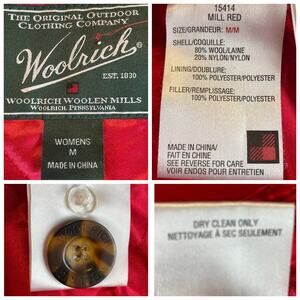 THE ORIGINAL OUTDOOR
CLOTHING COMPANY
Woolrich
EST. 1830
WOOLRICH WOOLEN MILLS
WOOLRICH, PENNSYLVANIA
WOMENS
M
MADE IN CHINA
15414
MILL RED
SIZE/GRANDEUR: M/M
SHELL/COQUILLE:
80% WOOL/LAINE
20% NYLON/NYLON
LINING/DOUBLURE:
100% POLYESTER/POLYESTER
FILLER/REMPLISSAGE:
100% POLYESTER/POLYESTER
MADE IN CHINA/
FAIT EN CHINE
SEE REVERSE FOR CARE
VOIR ENDOS POUR ENTRETIEN
DRY CLEAN ONLY
NETTOYAGE À SEC SEULEMENT